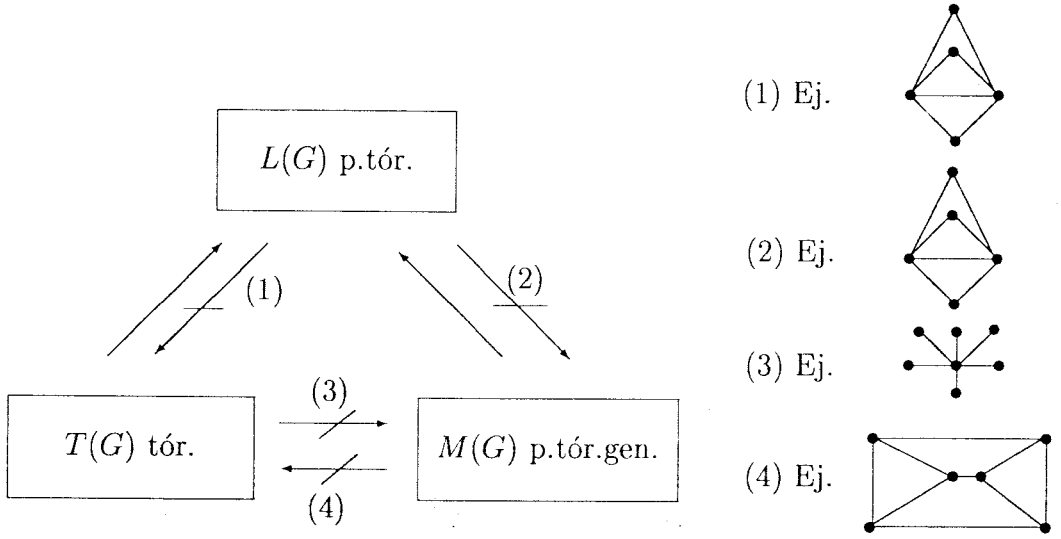 L(G) p.tór.
(1)
(2)
(3)
T(G) tór.
M(G) p.tór.gen.
(4)
(1) Ej.
(2) Ej.
(3) Ej.
(4) Ej.